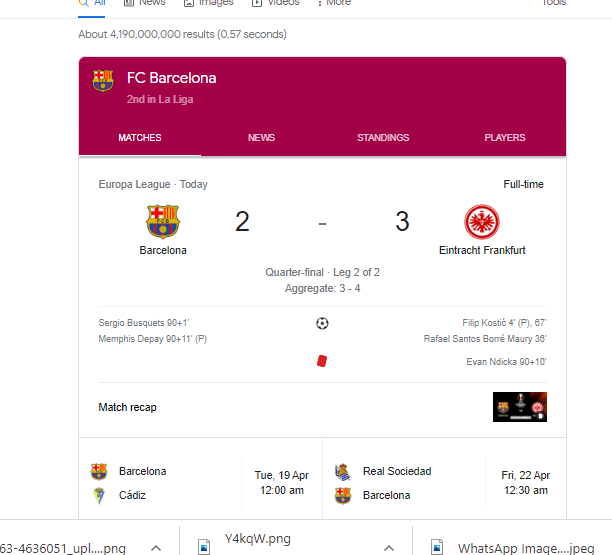 All News Images Videos More Tools
About 4,190,000,000 results (0.57 seconds)
FC Barcelona
2nd in La Liga
MATCHES NEWS STANDINGS PLAYERS
Europa League · Today Full-time
2 - 3
Barcelona Eintracht Frankfurt
Quarter-final · Leg 2 of 2
Aggregate: 3 - 4
Sergio Busquets 90+1' Filip Kostić 4' (P), 67'
Memphis Depay 90+11' (P) Rafael Santos Borré Maury 36'
Evan Ndicka 90+10'
Match recap
Barcelona Tue, 19 Apr Real Sociedad Fri, 22 Apr
Cádiz 12:00 am Barcelona 12:30 am
63-4636051_upl....png Y4kqW.png WhatsApp Image....jpeg